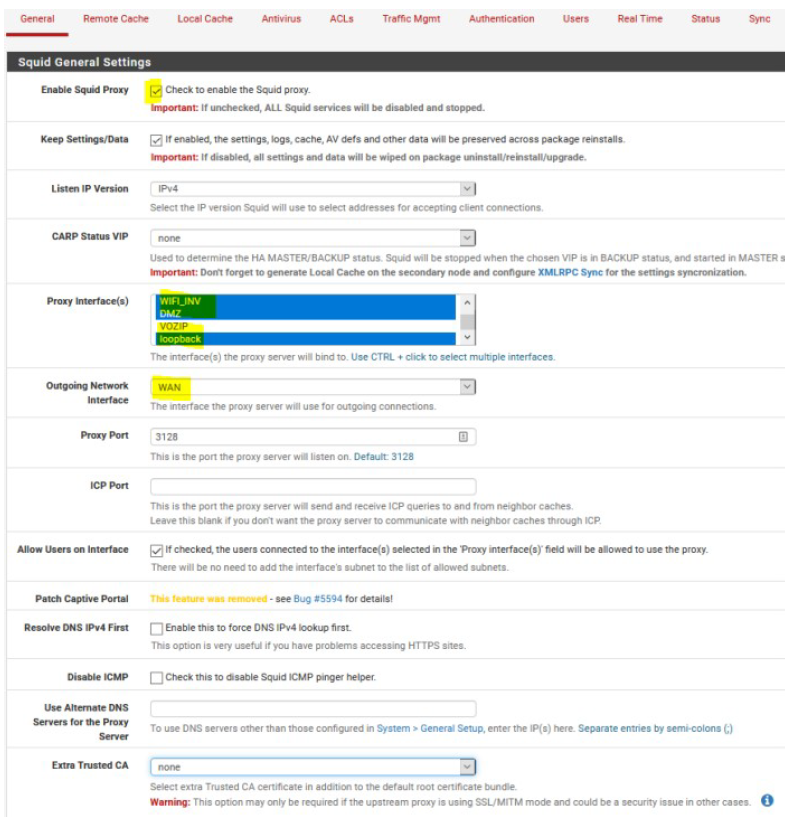 General Remote Cache Local Cache Antivirus ACLs Traffic Mgmt Authentication Users Real Time Status Sync
Squid General Settings
Enable Squid Proxy Check to enable the Squid proxy.
Important: If unchecked, ALL Squid services will be disabled and stopped.
Keep Settings/Data If enabled, the settings, logs, cache, AV defs and other data will be preserved across package reinstalls.
Important: If disabled, all settings and data will be wiped on package uninstall/reinstall/upgrade.
Listen IP Version IPv4
Select the IP version Squid will use to select addresses for accepting client connections.
CARP Status VIP none
Used to determine the HA MASTER/BACKUP status. Squid will be stopped when the chosen VIP is in BACKUP status, and started in MASTER s
Important: Don't forget to generate Local Cache on the secondary node and configure XMLRPC Sync for the settings syncronization.
Proxy Interface(s) WIFI_INV
DMZ
VOZIP
loopback
The interface(s) the proxy server will bind to. Use CTRL + click to select multiple interfaces.
Outgoing Network Interface WAN
The interface the proxy server will use for outgoing connections.
Proxy Port 3128
This is the port the proxy server will listen on. Default: 3128
ICP Port
This is the port the proxy server will send and receive ICP queries to and from neighbor caches.
Leave this blank if you don't want the proxy server to communicate with neighbor caches through ICP.
Allow Users on Interface If checked, the users connected to the interface(s) selected in the 'Proxy interface(s)' field will be allowed to use the proxy.
There will be no need to add the interface's subnet to the list of allowed subnets.
Patch Captive Portal This feature was removed - see Bug #5594 for details!
Resolve DNS IPv4 First Enable this to force DNS IPv4 lookup first.
This option is very useful if you have problems accessing HTTPS sites.
Disable ICMP Check this to disable Squid ICMP pinger helper.
Use Alternate DNS
Servers for the Proxy
Server
To use DNS servers other than those configured in System > General Setup, enter the IP(s) here. Separate entries by semi-colons (;)
Extra Trusted CA none
Select extra Trusted CA certificate in addition to the default root certificate bundle.
Warning: This option may only be required if the upstream proxy is using SSL/MITM mode and could be a security issue in other cases.